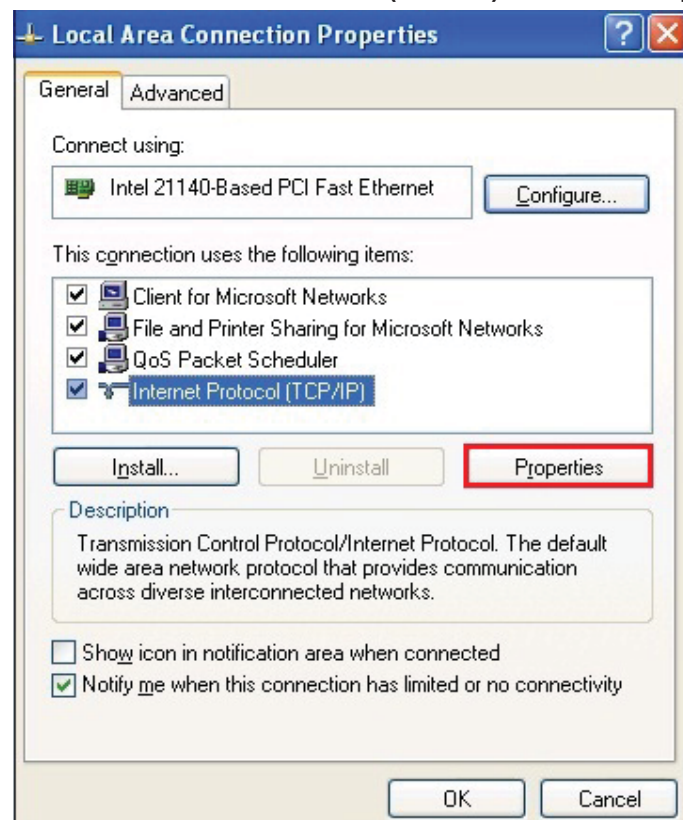 Local Area Connection Properties
General Advanced
Connect using:
Intel 21140-Based PCI Fast Ethernet
Configure...
This connection uses the following items:
Client for Microsoft Networks
File and Printer Sharing for Microsoft Networks
QoS Packet Scheduler
Internet Protocol (TCP/IP)
Install... Uninstall Properties
Description
Transmission Control Protocol/Internet Protocol. The default
wide area network protocol that provides communication
across diverse interconnected networks.
Show icon in notification area when connected
Notify me when this connection has limited or no connectivity
OK Cancel